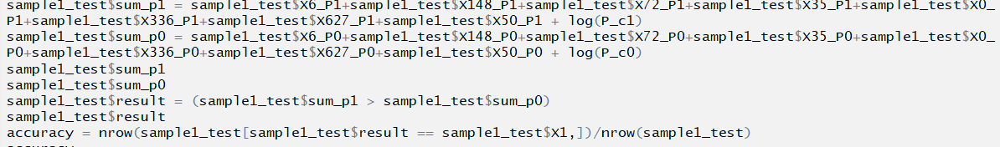 sample1_test$sum_p1 = sample1_test$X6_P1+sample1_test$X148_P1+sample1_test$X72_P1+sample1_test$X35_P1+sample1_test$X0_
P1+sample1_test$X336_P1+sample1_test$X627_P1+sample1_test$X50_P1 + log(P_c1)
sample1_test$sum_p0 = sample1_test$X6_P0+sample1_test$X148_P0+sample1_test$X72_P0+sample1_test$X35_P0+sample1_test$X0_
P0+sample1_test$X336_P0+sample1_test$X627_P0+sample1_test$X50_P0 + log(P_c0)
sample1_test$sum_p1
sample1_test$sum_p0
sample1_test$result = (sample1_test$sum_p1 > sample1_test$sum_p0)
sample1_test$result
accuracy = nrow(sample1_test[sample1_test$result == sample1_test$X1,])/nrow(sample1_test)